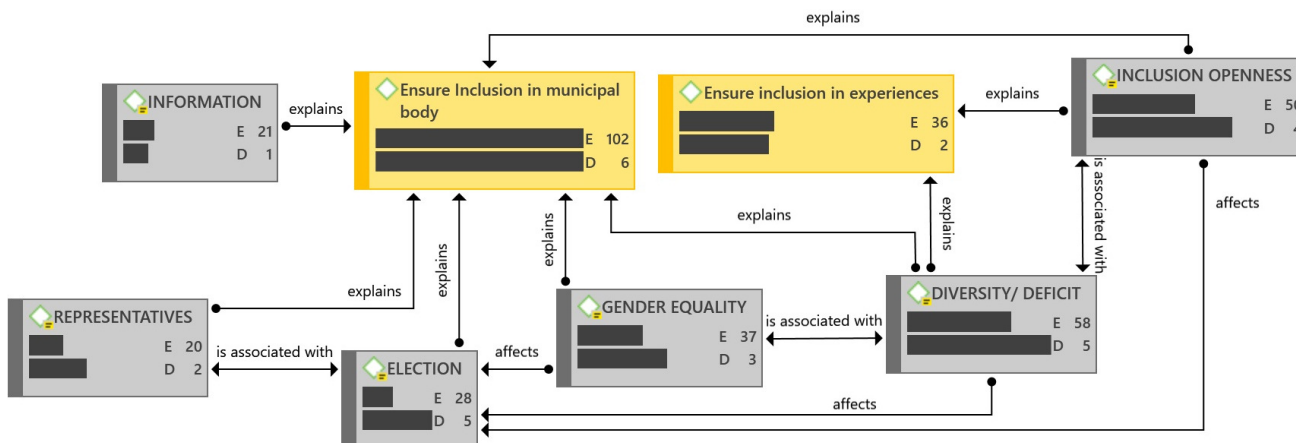 explains
INFORMATION
E 21
D 1
explains
Ensure Inclusion in municipal
body
E 102
D 6
Ensure inclusion in experiences
E 36
D 2
explains
INCLUSION OPENNESS
E
D
is associated with
affects
explains
explains
explains
explains
explains
REPRESENTATIVES
E 20
D 2
is associated with
ELECTION
E 28
D 5
affects
GENDER EQUALITY
E 37
D 3
is associated with
DIVERSITY/ DEFICIT
E 58
D 5
affects